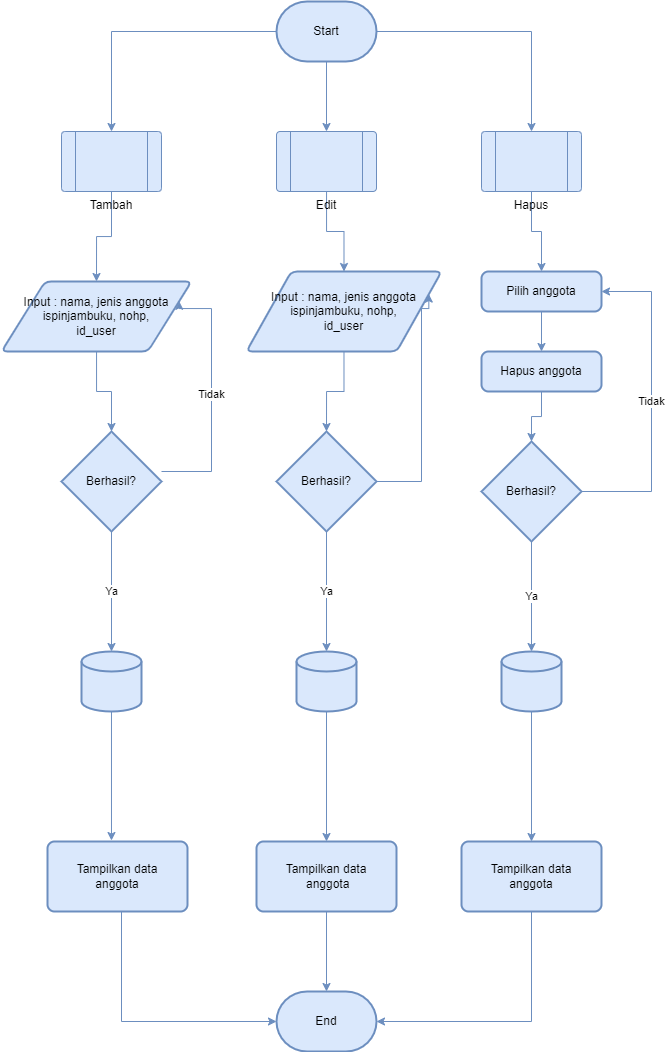 Start
Tambah
Edit
Hapus
Input : nama, jenis anggota
ispinjambuku, nohp,
id_user
Input : nama, jenis anggota
ispinjambuku, nohp,
id_user
Pilih anggota
Hapus anggota
Tidak
Tidak
Berhasil?
Berhasil?
Berhasil?
Ya
Ya
Ya
Tampilkan data
anggota
Tampilkan data
anggota
Tampilkan data
anggota
End